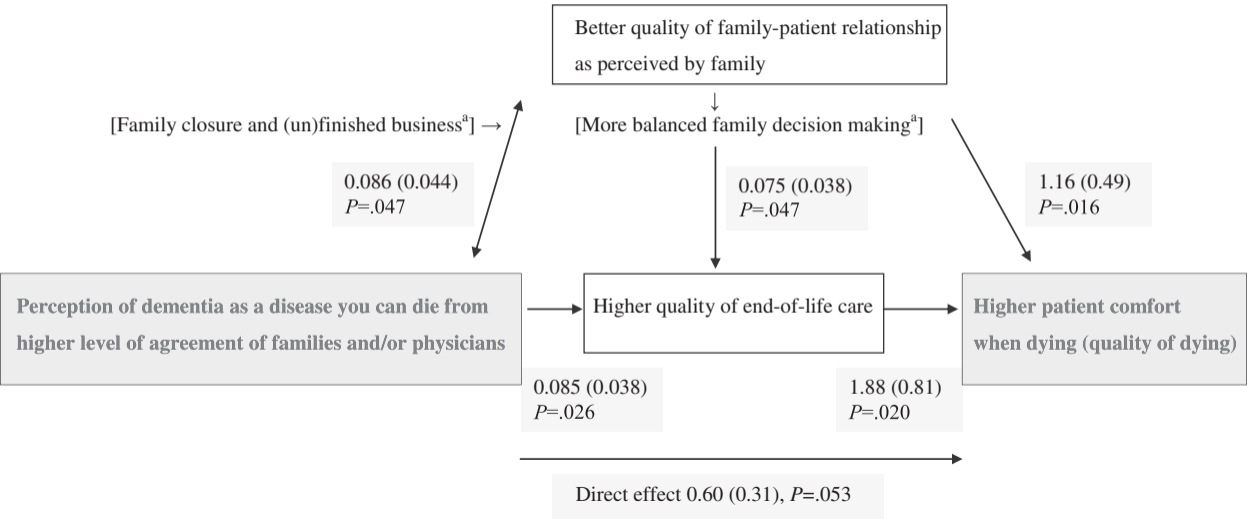 Better quality of family-patient relationship
as perceived by family
↓
[Family closure and (un)finished businessᵃ] →
[More balanced family decision makingᵃ]
0.086 (0.044)
P=.047
0.075 (0.038)
P=.047
1.16 (0.49)
P=.016
Perception of dementia as a disease you can die from
higher level of agreement of families and/or physicians
Higher quality of end-of-life care
Higher patient comfort
when dying (quality of dying)
0.085 (0.038)
P=.026
1.88 (0.81)
P=.020
Direct effect 0.60 (0.31), P=.053